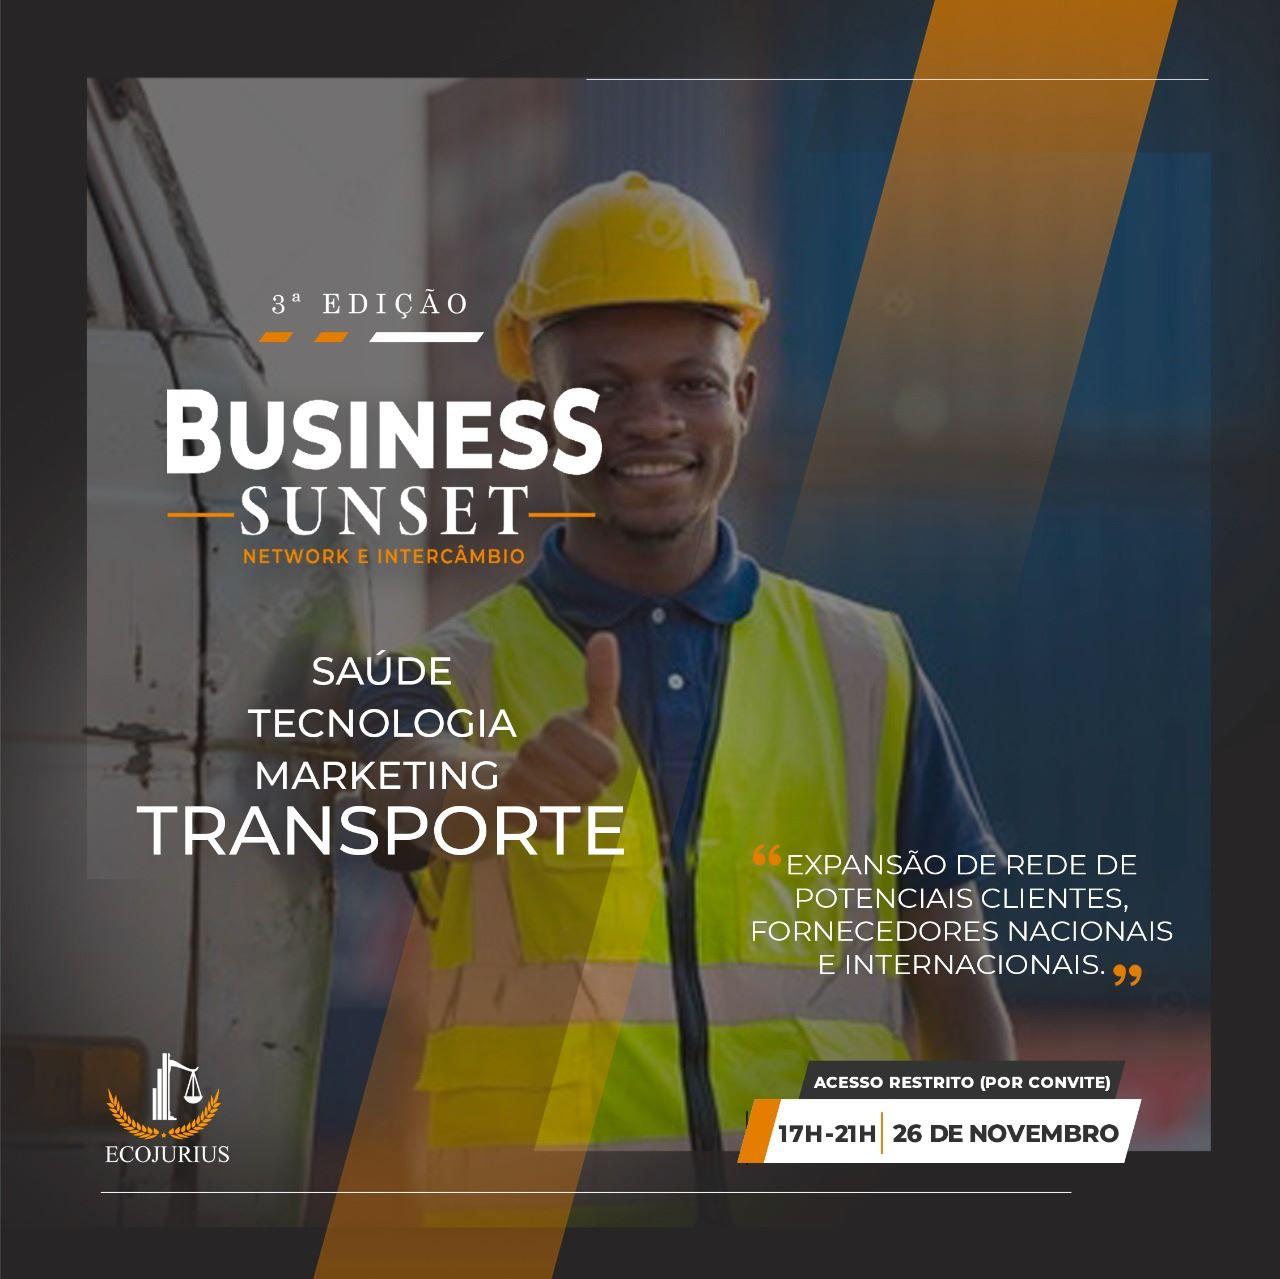 3ª EDIÇÃO
BUSINESS
SUNSET
NETWORK E INTERCÂMBIO
SAÚDE
TECNOLOGIA
MARKETING
TRANSPORTE
“EXPANSÃO DE REDE DE
POTENCIAIS CLIENTES,
FORNECEDORES NACIONAIS
E INTERNACIONAIS.”
ACESSO RESTRITO (POR CONVITE)
17H-21H 26 DE NOVEMBRO
ECOJURIUS